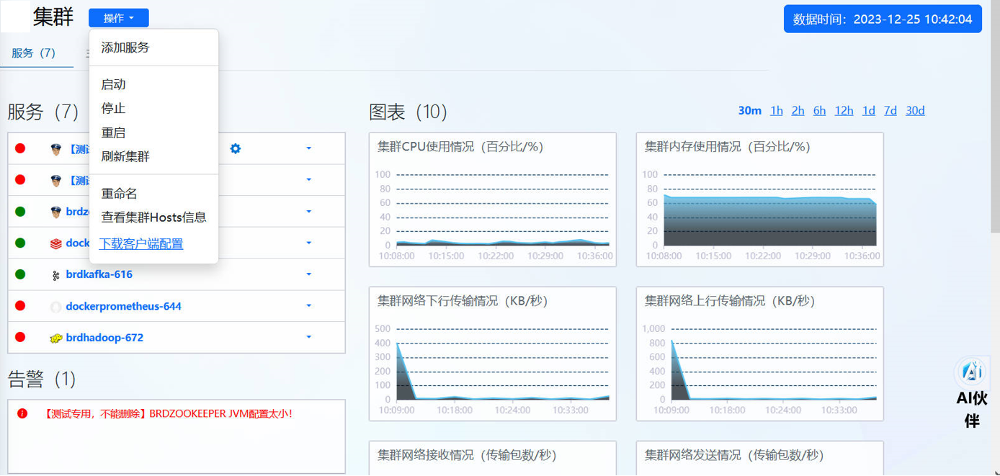 集群
操作
数据时间：2023-12-25 10:42:04
服务（7）
添加服务
启动
停止
重启
刷新集群
重命名
查看集群Hosts信息
下载客户端配置
服务（7）
【测
【测
brdz
dock
brdkafka-616
dockerprometheus-644
brdhadoop-672
告警（1）
【测试专用，不能删除】BRDZOOKEEPER JVM配置太小！
图表（10）
30m 1h 2h 6h 12h 1d 7d 30d
集群CPU使用情况（百分比/%）
100
80
60
40
20
0
10:08:00 10:15:00 10:22:00 10:29:00 10:36:00
集群内存使用情况（百分比/%）
100
80
60
40
20
0
10:08:00 10:15:00 10:22:00 10:29:00 10:36:00
集群网络下行传输情况（KB/秒）
500
400
300
200
100
0
10:09:00 10:18:00 10:24:00 10:33:00
集群网络上行传输情况（KB/秒）
1,000
800
600
400
200
0
10:09:00 10:18:00 10:24:00 10:33:00
集群网络接收情况（传输包数/秒）
集群网络发送情况（传输包数/秒）
Ai
AI伙
伴